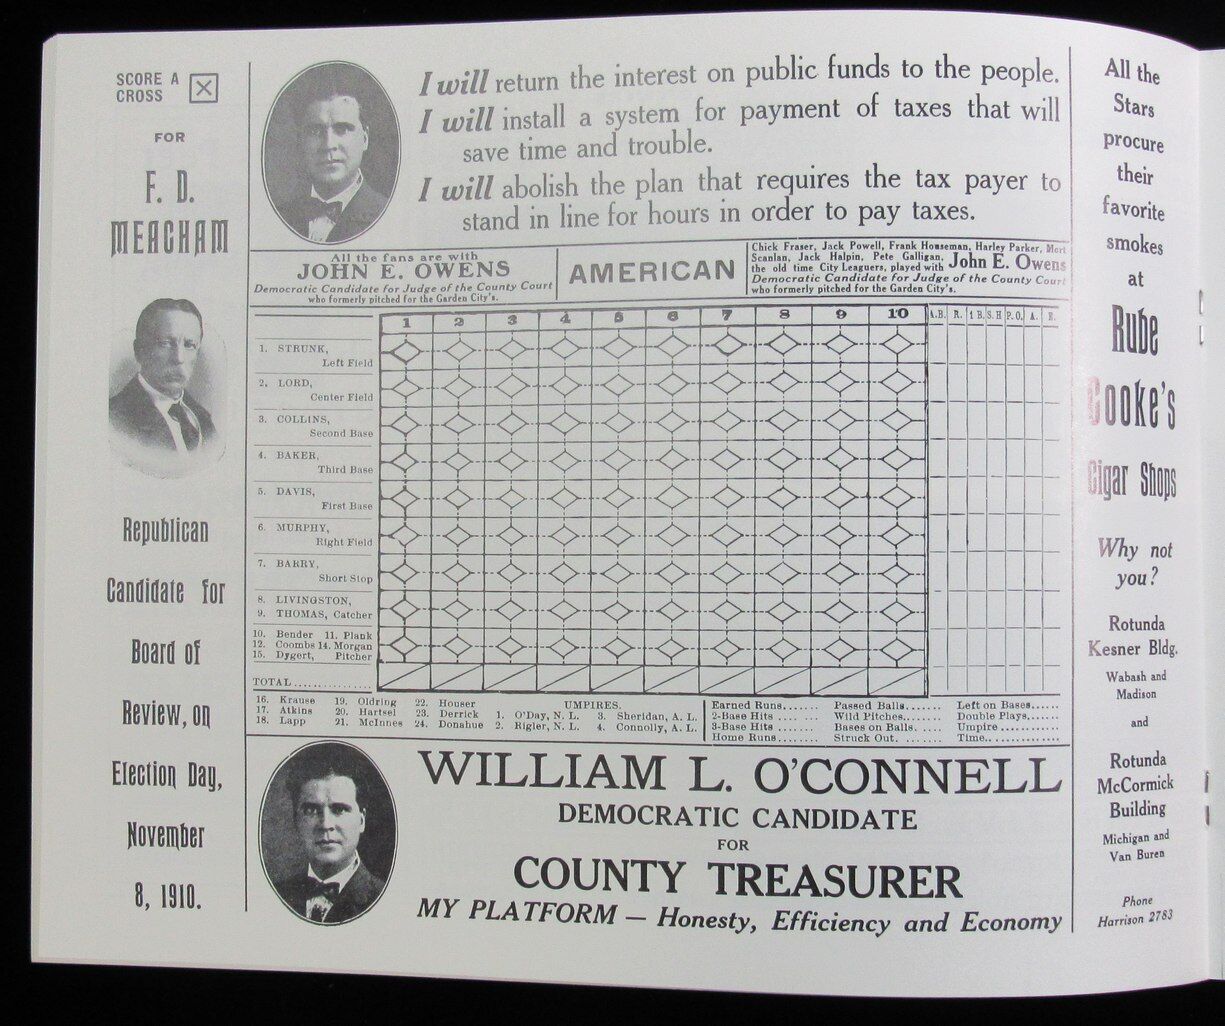 SCORE A
CROSS
FOR
F. D.
MEACHAM
Republican
Candidate for
Board of
Review, on
Election Day,
November
8, 1910.
I will return the interest on public funds to the people.
I will install a system for payment of taxes that will
save time and trouble.
I will abolish the plan that requires the tax payer to
stand in line for hours in order to pay taxes.
All the fans are with
JOHN E. OWENS
Democratic Candidate for Judge of the County Court
who formerly pitched for the Garden City's.
AMERICAN
Chick Fraser, Jack Powell, Frank Houseman, Harley Parker, Mert
Scanlan, Jack Halpin, Pete Galligan, John E. Owens
the old time City Leaguers, played with
Democratic Candidate for Judge of the County Court
who formerly pitched for the Garden City's.
1 2 3 4 5 6 7 8 9 10 A.B. R. 1 B. S. H P. O. A. E.
1. STRUNK,
Left Field
2. LORD,
Center Field
3. COLLINS,
Second Base
4. BAKER,
Third Base
5. DAVIS,
First Base
6. MURPHY,
Right Field
7. BARRY,
Short Stop
8. LIVINGSTON,
9. THOMAS, Catcher
10. Bender 11. Plank
12. Coombs 14. Morgan
15. Dygert, Pitcher
TOTAL ................
16. Krause 19. Oldring 22. Houser
17. Atkins 20. Hartsel 23. Derrick
18. Lapp 21. McInnes 24. Donahue
UMPIRES.
1. O'Day, N. L. 3. Sheridan, A. L.
2. Rigler, N. L. 4. Connolly, A. L.
Earned Runs....... Passed Balls....... Left on Bases......
2-Base Hits .... ... Wild Pitches....... Double Plays......
3-Base Hits ....... Bases on Balls. .... Umpire ............
Home Runs....... Struck Out. ....... Time..............
WILLIAM L. O'CONNELL
DEMOCRATIC CANDIDATE
FOR
COUNTY TREASURER
MY PLATFORM — Honesty, Efficiency and Economy
All the
Stars
procure
their
favorite
smokes
at
Rube
Cooke's
Cigar Shops
Why not
you?
Rotunda
Kesner Bldg.
Wabash and
Madison
and
Rotunda
McCormick
Building
Michigan and
Van Buren
Phone
Harrison 2783